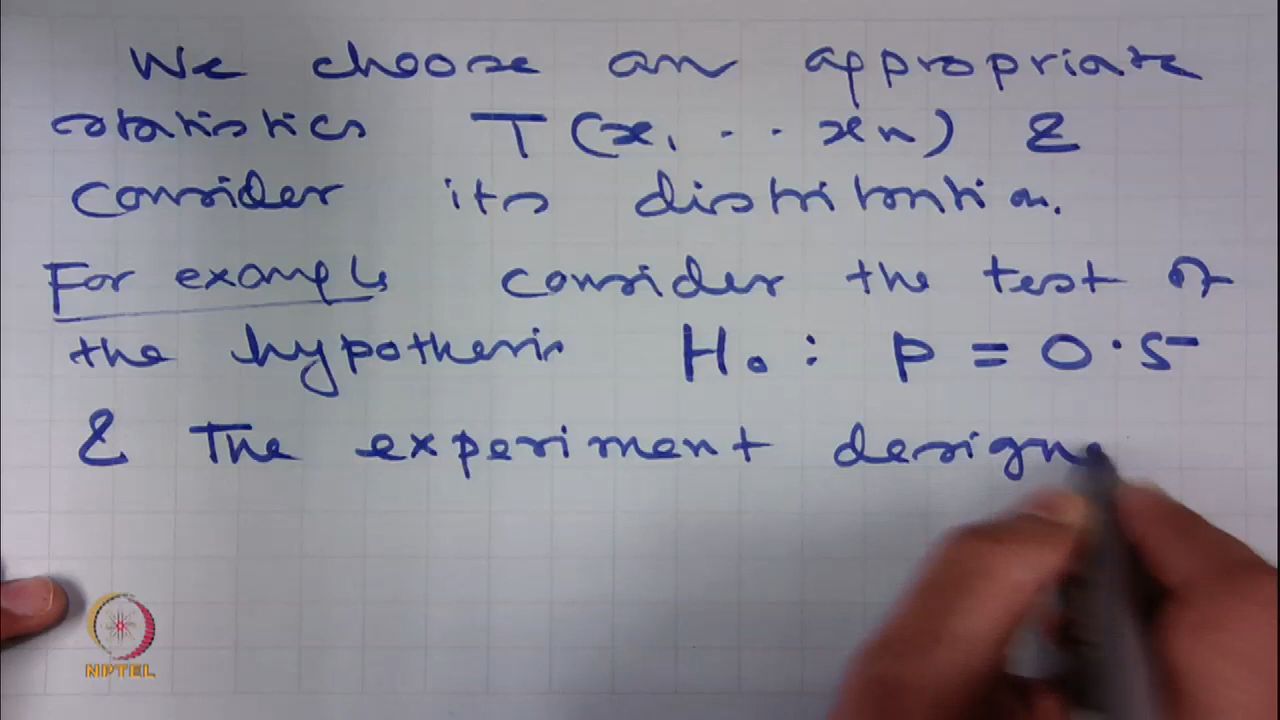 We choose an appropriate
statistics T(x1 .. xn) &
consider its distribution.
For example consider the test of
the hypothesis H0 : p = 0.5
& The experiment designe
NPTEL